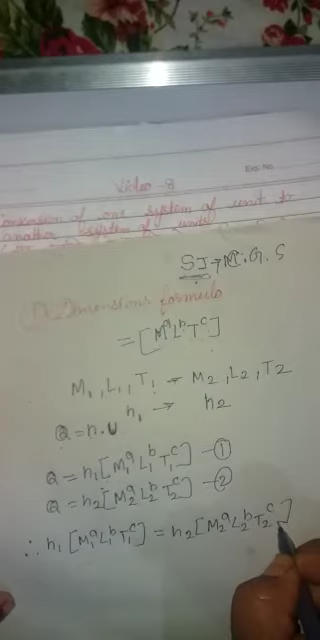 Exp. No.
Video - 8
Conversion of one system of unit to
another system of units
SI → C.G.S
Dimensions formula
= [M^a L^b T^c]
M₁, L₁, T₁ → M₂, L₂, T₂
n₁ → n₂
Q = n.u
Q = n₁[M₁^a L₁^b T₁^c] — ①
Q = n₂[M₂^a L₂^b T₂^c] — ②
∴ n₁[M₁^a L₁^b T₁^c] = n₂[M₂^a L₂^b T₂^c]